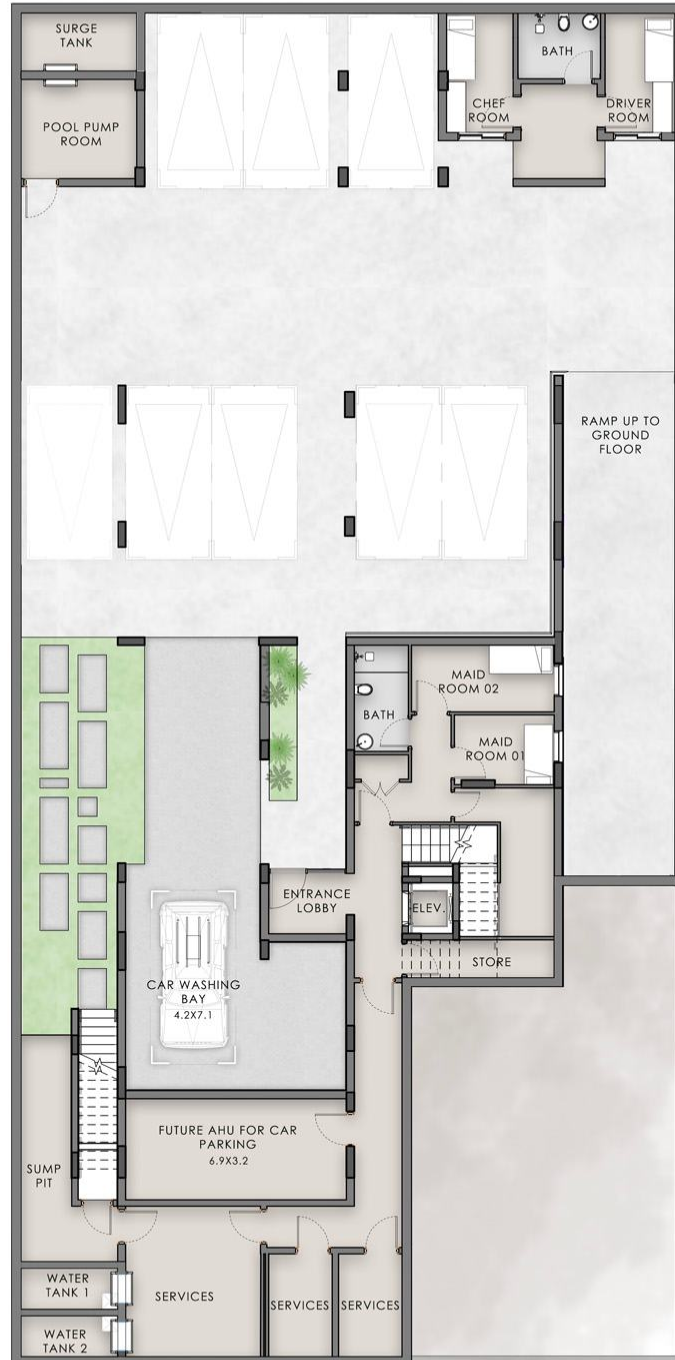 SURGE
TANK
BATH
CHEF
ROOM
DRIVER
ROOM
POOL PUMP
ROOM
RAMP UP TO
GROUND
FLOOR
MAID
ROOM 02
BATH
MAID
ROOM 01
ENTRANCE
LOBBY
ELEV.
STORE
CAR WASHING
BAY
4.2X7.1
FUTURE AHU FOR CAR
PARKING
6.9X3.2
SUMP
PIT
WATER
TANK 1
SERVICES
SERVICES
SERVICES
WATER
TANK 2